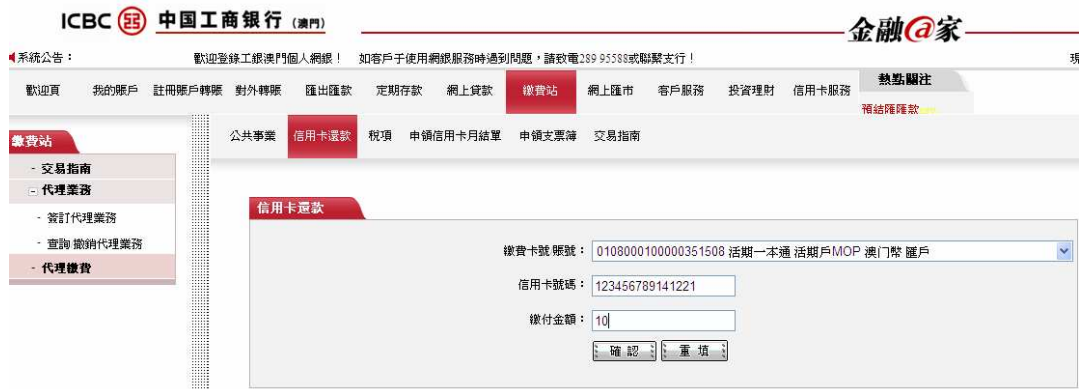 ICBC 中国工商银行 (澳門)
金融@家
系統公告: 歡迎登錄工銀澳門個人網銀! 如客戶于使用網銀服務時遇到問題,請致電289 95588或聯繫支行! 現
歡迎頁 我的賬戶 註冊賬戶轉賬 對外轉賬 匯出匯款 定期存款 網上貸款 繳費站 網上匯市 客戶服務 投資理財 信用卡服務 熱點關注
預結匯匯款
繳費站 公共事業 信用卡還款 稅項 申領信用卡月結單 申領支票簿 交易指南
- 交易指南
- 代理業務
- 簽訂代理業務
- 查詢 撤銷代理業務
- 代理繳費
信用卡還款
繳費卡號 賬號: 0108000100000351508 活期一本通 活期戶MOP 澳门幣 匯戶
信用卡號碼: 123456789141221
繳付金額: 10
確認 重填